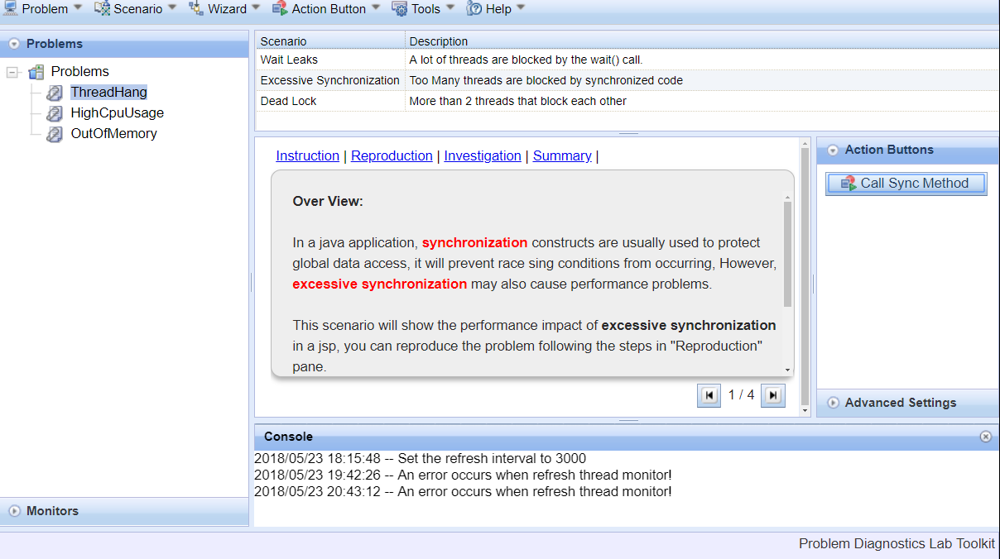 Problem Scenario Wizard Action Button Tools Help
Problems
Problems
ThreadHang
HighCpuUsage
OutOfMemory
Monitors
Scenario Description
Wait Leaks A lot of threads are blocked by the wait() call.
Excessive Synchronization Too Many threads are blocked by synchronized code
Dead Lock More than 2 threads that block each other
Instruction | Reproduction | Investigation | Summary |
Over View:
In a java application, synchronization constructs are usually used to protect
global data access, it will prevent race sing conditions from occurring, However,
excessive synchronization may also cause performance problems.
This scenario will show the performance impact of excessive synchronization
in a jsp, you can reproduce the problem following the steps in "Reproduction"
pane.
1 / 4
Action Buttons
Call Sync Method
Advanced Settings
Console
2018/05/23 18:15:48 -- Set the refresh interval to 3000
2018/05/23 19:42:26 -- An error occurs when refresh thread monitor!
2018/05/23 20:43:12 -- An error occurs when refresh thread monitor!
Problem Diagnostics Lab Toolkit